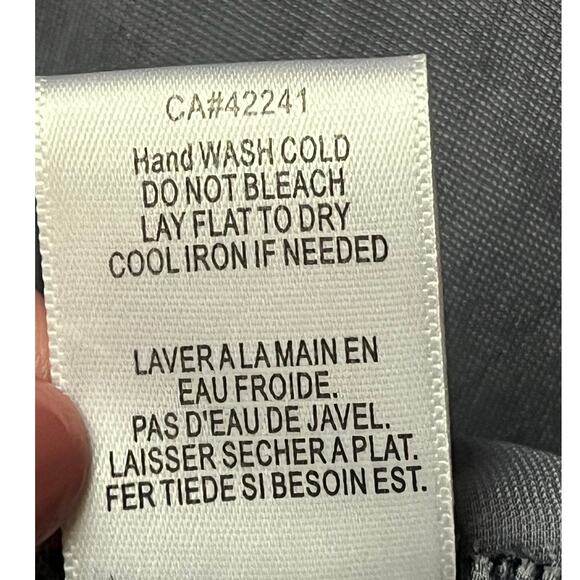 CA#42241
Hand WASH COLD
DO NOT BLEACH
LAY FLAT TO DRY
COOL IRON IF NEEDED
LAVER A LA MAIN EN
EAU FROIDE.
PAS D'EAU DE JAVEL.
LAISSER SECHER A PLAT.
FER TIEDE SI BESOIN EST.